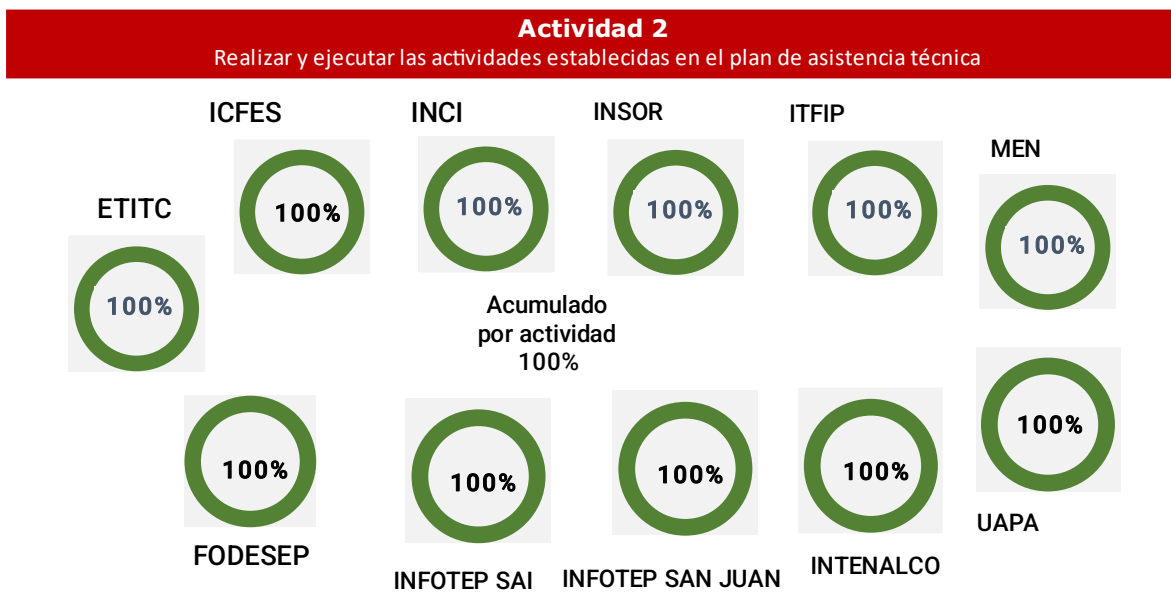 Actividad 2
Realizar y ejecutar las actividades establecidas en el plan de asistencia técnica
ICFES
INCI
INSOR
ITFIP
MEN
ETITC
100%
100%
100%
100%
100%
100%
Acumulado
por actividad
100%
100%
100%
100%
100%
100%
FODESEP
INFOTEP SAI
INFOTEP SAN JUAN
INTENALCO
UAPA